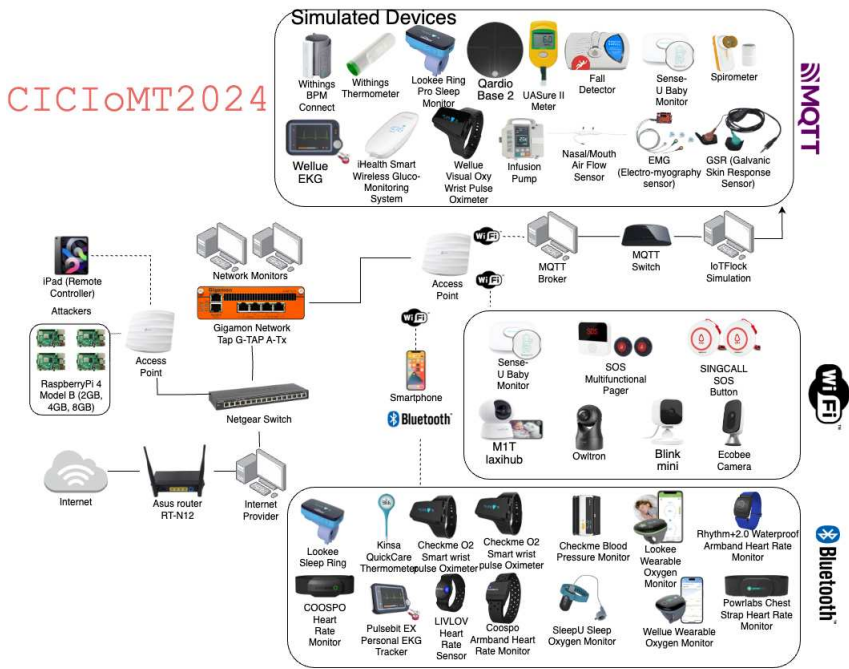 Simulated Devices
CICIoMT2024
Withings
BPM
Connect
Withings
Thermometer
Lookee Ring
Pro Sleep
Monitor
Qardio
Base 2
UASure II
Meter
Fall
Detector
Sense-
U Baby
Monitor
Spirometer
MQTT
Wellue
EKG
iHealth Smart
Wireless Gluco-
Monitoring
System
Wellue
Visual Oxy
Wrist Pulse
Oximeter
Infusion
Pump
Nasal/Mouth
Air Flow
Sensor
EMG
(Electro-myography
sensor)
GSR (Galvanic
Skin Response
Sensor)
iPad (Remote
Controller)
Network Monitors
Access
Point
WiFi
MQTT
Broker
MQTT
Switch
IoTFlock
Simulation
WiFi
Attackers
Gigamon
Gigamon Network
Tap G-TAP A-Tx
WiFi
Access
Point
RaspberryPi 4
Model B (2GB,
4GB, 8GB)
Netgear Switch
Smartphone
Bluetooth™
Sense-
U Baby
Monitor
SOS
SOS
Multifunctional
Pager
SINGCALL
SOS
Button
WiFi™
M1T
laxihub
Owltron
Blink
mini
Ecobee
Camera
Internet
Asus router
RT-N12
Internet
Provider
Lookee
Sleep Ring
Kinsa
QuickCare
Thermometer
Checkme O2
Smart wrist
pulse Oximeter
Checkme O2
Smart wrist
pulse Oximeter
Checkme Blood
Pressure Monitor
Lookee
Wearable
Oxygen
Monitor
Rhythm+2.0 Waterproof
Armband Heart Rate
Monitor
Bluetooth™
COOSPO
Heart
Rate
Monitor
Pulsebit EX
Personal EKG
Tracker
LIVLOV
Heart
Rate
Sensor
Coospo
Armband Heart
Rate Monitor
SleepU Sleep
Oxygen Monitor
Wellue Wearable
Oxygen Monitor
Powrlabs Chest
Strap Heart Rate
Monitor